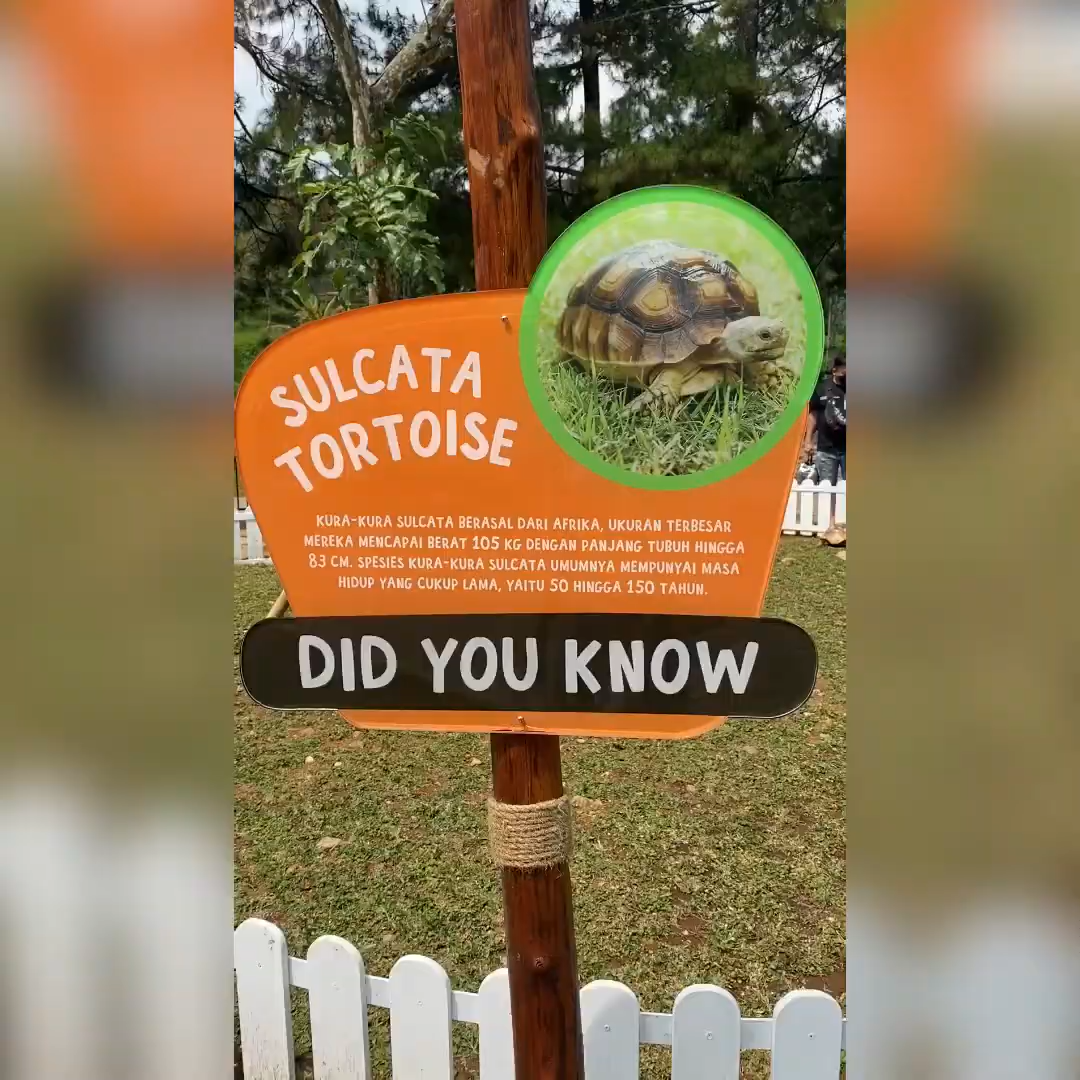 SULCATA
TORTOISE
KURA-KURA SULCATA BERASAL DARI AFRIKA, UKURAN TERBESAR
MEREKA MENCAPAI BERAT 105 KG DENGAN PANJANG TUBUH HINGGA
83 CM. SPESIES KURA-KURA SULCATA UMUMNYA MEMPUNYAI MASA
HIDUP YANG CUKUP LAMA, YAITU 50 HINGGA 150 TAHUN.
DID YOU KNOW